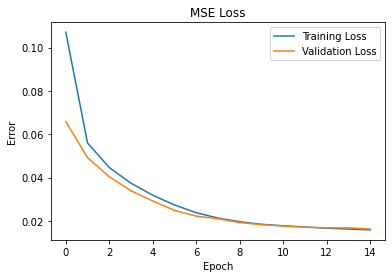 MSE Loss
Training Loss
Validation Loss
0.10
0.08
0.06
0.04
0.02
Error
0 2 4 6 8 10 12 14
Epoch